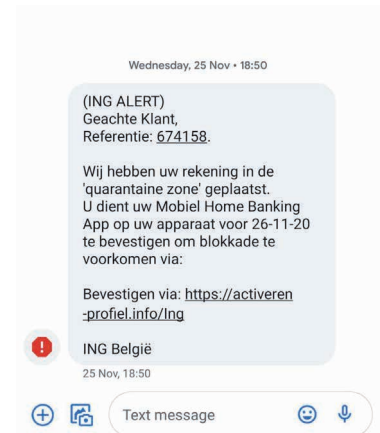 Wednesday, 25 Nov • 18:50
(ING ALERT)
Geachte Klant,
Referentie: 674158.
Wij hebben uw rekening in de
'quarantaine zone' geplaatst.
U dient uw Mobiel Home Banking
App op uw apparaat voor 26-11-20
te bevestigen om blokkade te
voorkomen via:
Bevestigen via: https://activeren
-profiel.info/Ing
ING België
25 Nov, 18:50
Text message